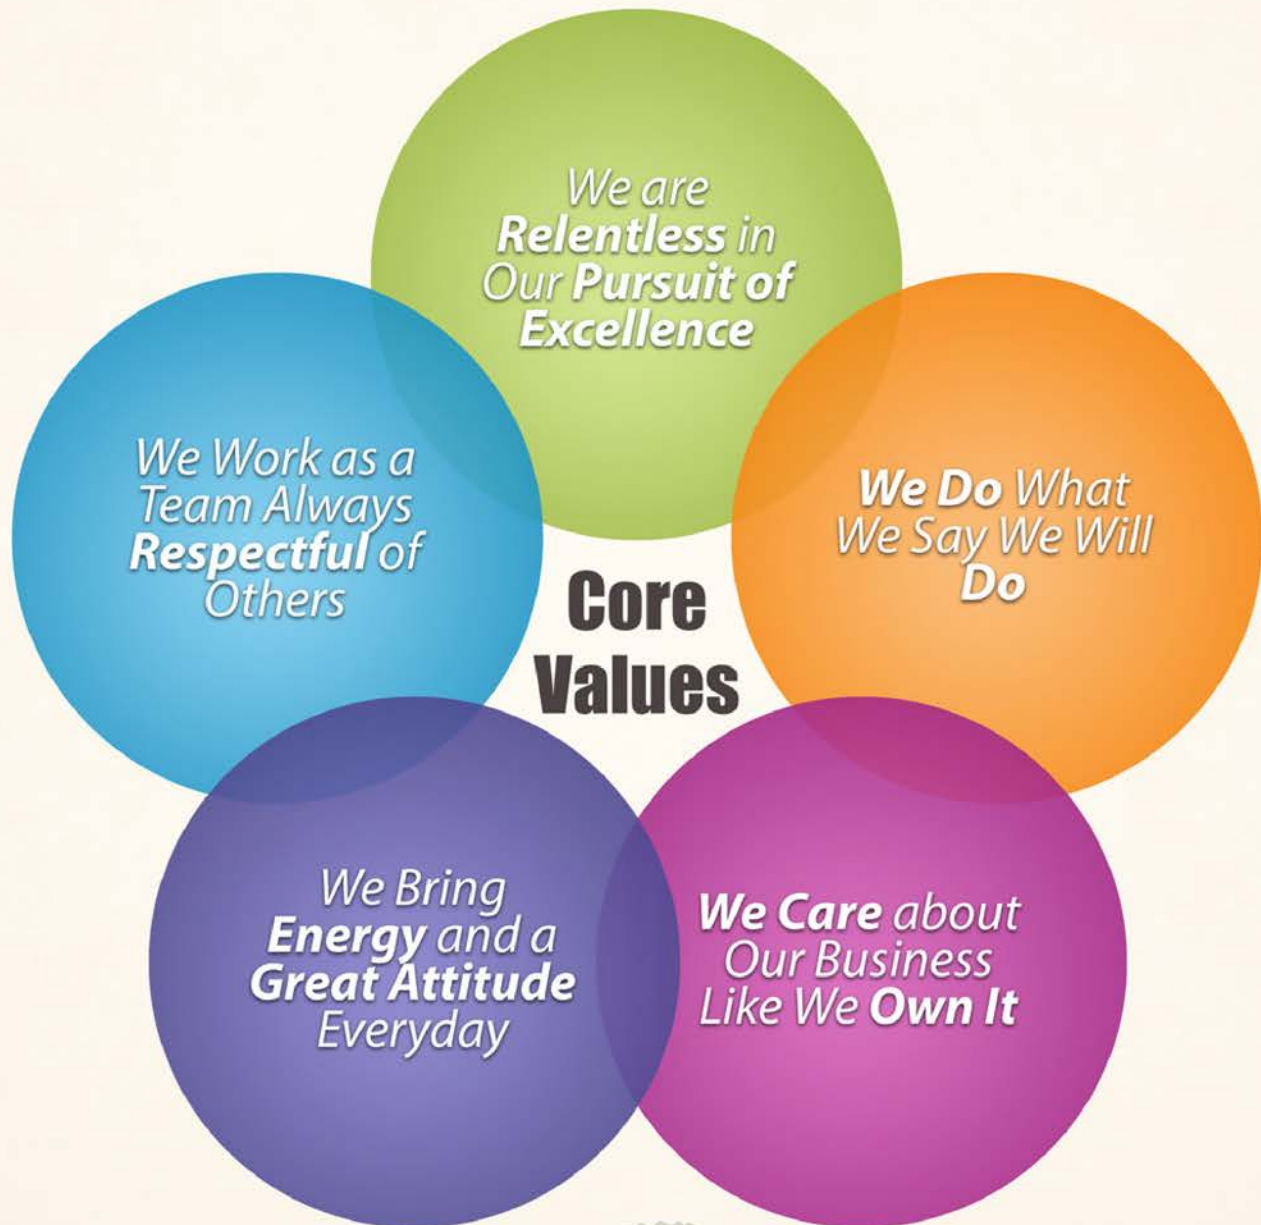 We are
Relentless in
Our Pursuit of
Excellence
We Work as a
Team Always
Respectful of
Others
We Do What
We Say We Will
Do
Core
Values
We Bring
Energy and a
Great Attitude
Everyday
We Care about
Our Business
Like We Own It